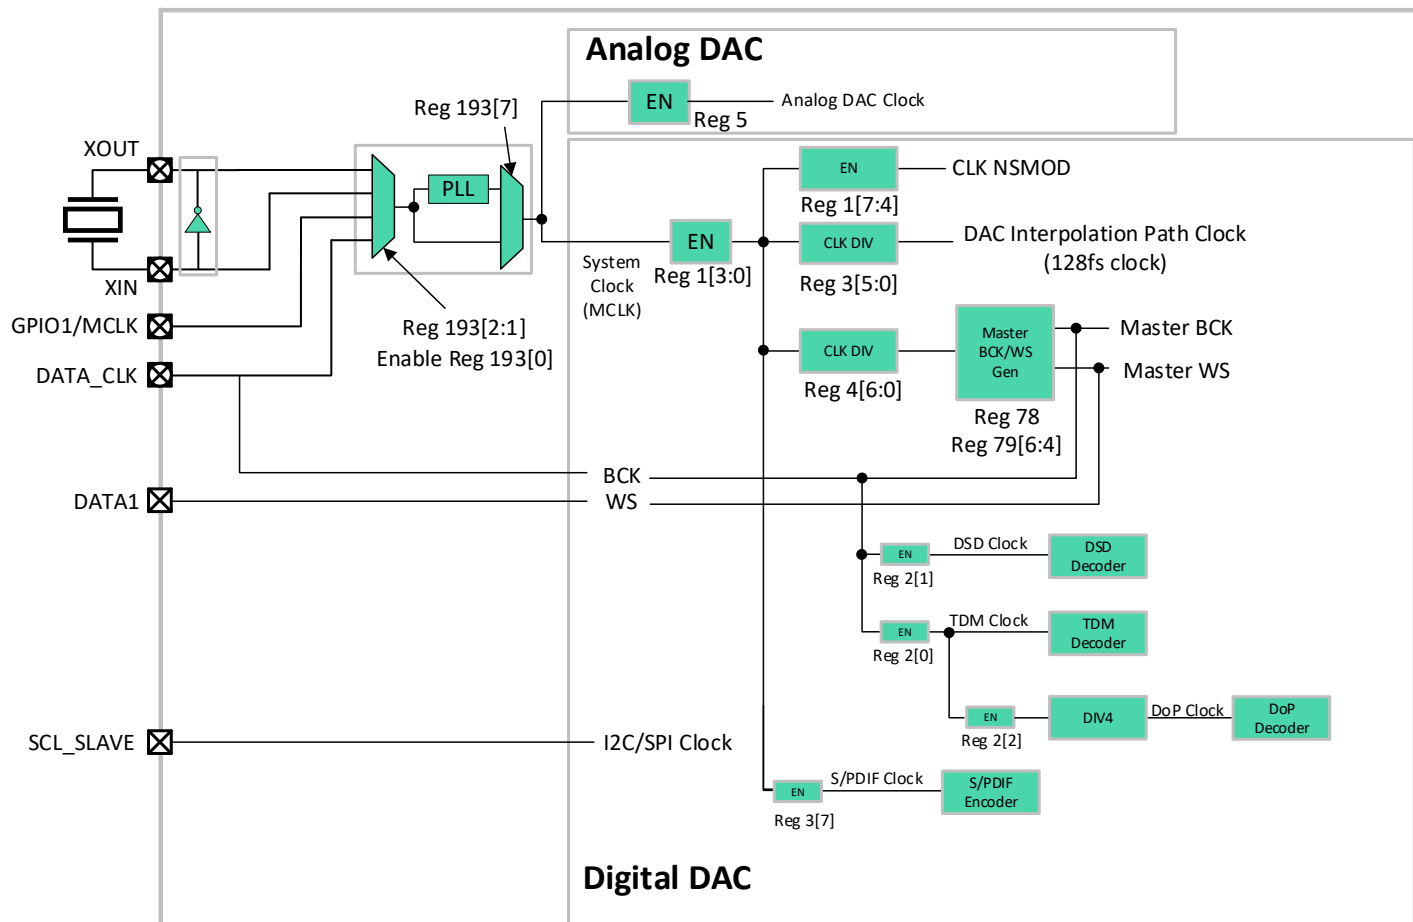 Analog DAC
EN
Analog DAC Clock
Reg 5
Reg 193[7]
XOUT
PLL
XIN
GPIO1/MCLK
DATA_CLK
Reg 193[2:1]
Enable Reg 193[0]
System
Clock
(MCLK)
EN
Reg 1[3:0]
EN
CLK NSMOD
Reg 1[7:4]
CLK DIV
DAC Interpolation Path Clock
(128fs clock)
Reg 3[5:0]
CLK DIV
Reg 4[6:0]
Master
BCK/WS
Gen
Master BCK
Master WS
Reg 78
Reg 79[6:4]
DATA1
BCK
WS
EN
DSD Clock
DSD
Decoder
Reg 2[1]
EN
TDM Clock
TDM
Decoder
Reg 2[0]
EN
DIV4
DoP Clock
DoP
Decoder
Reg 2[2]
SCL_SLAVE
I2C/SPI Clock
EN
S/PDIF Clock
S/PDIF
Encoder
Reg 3[7]
Digital DAC